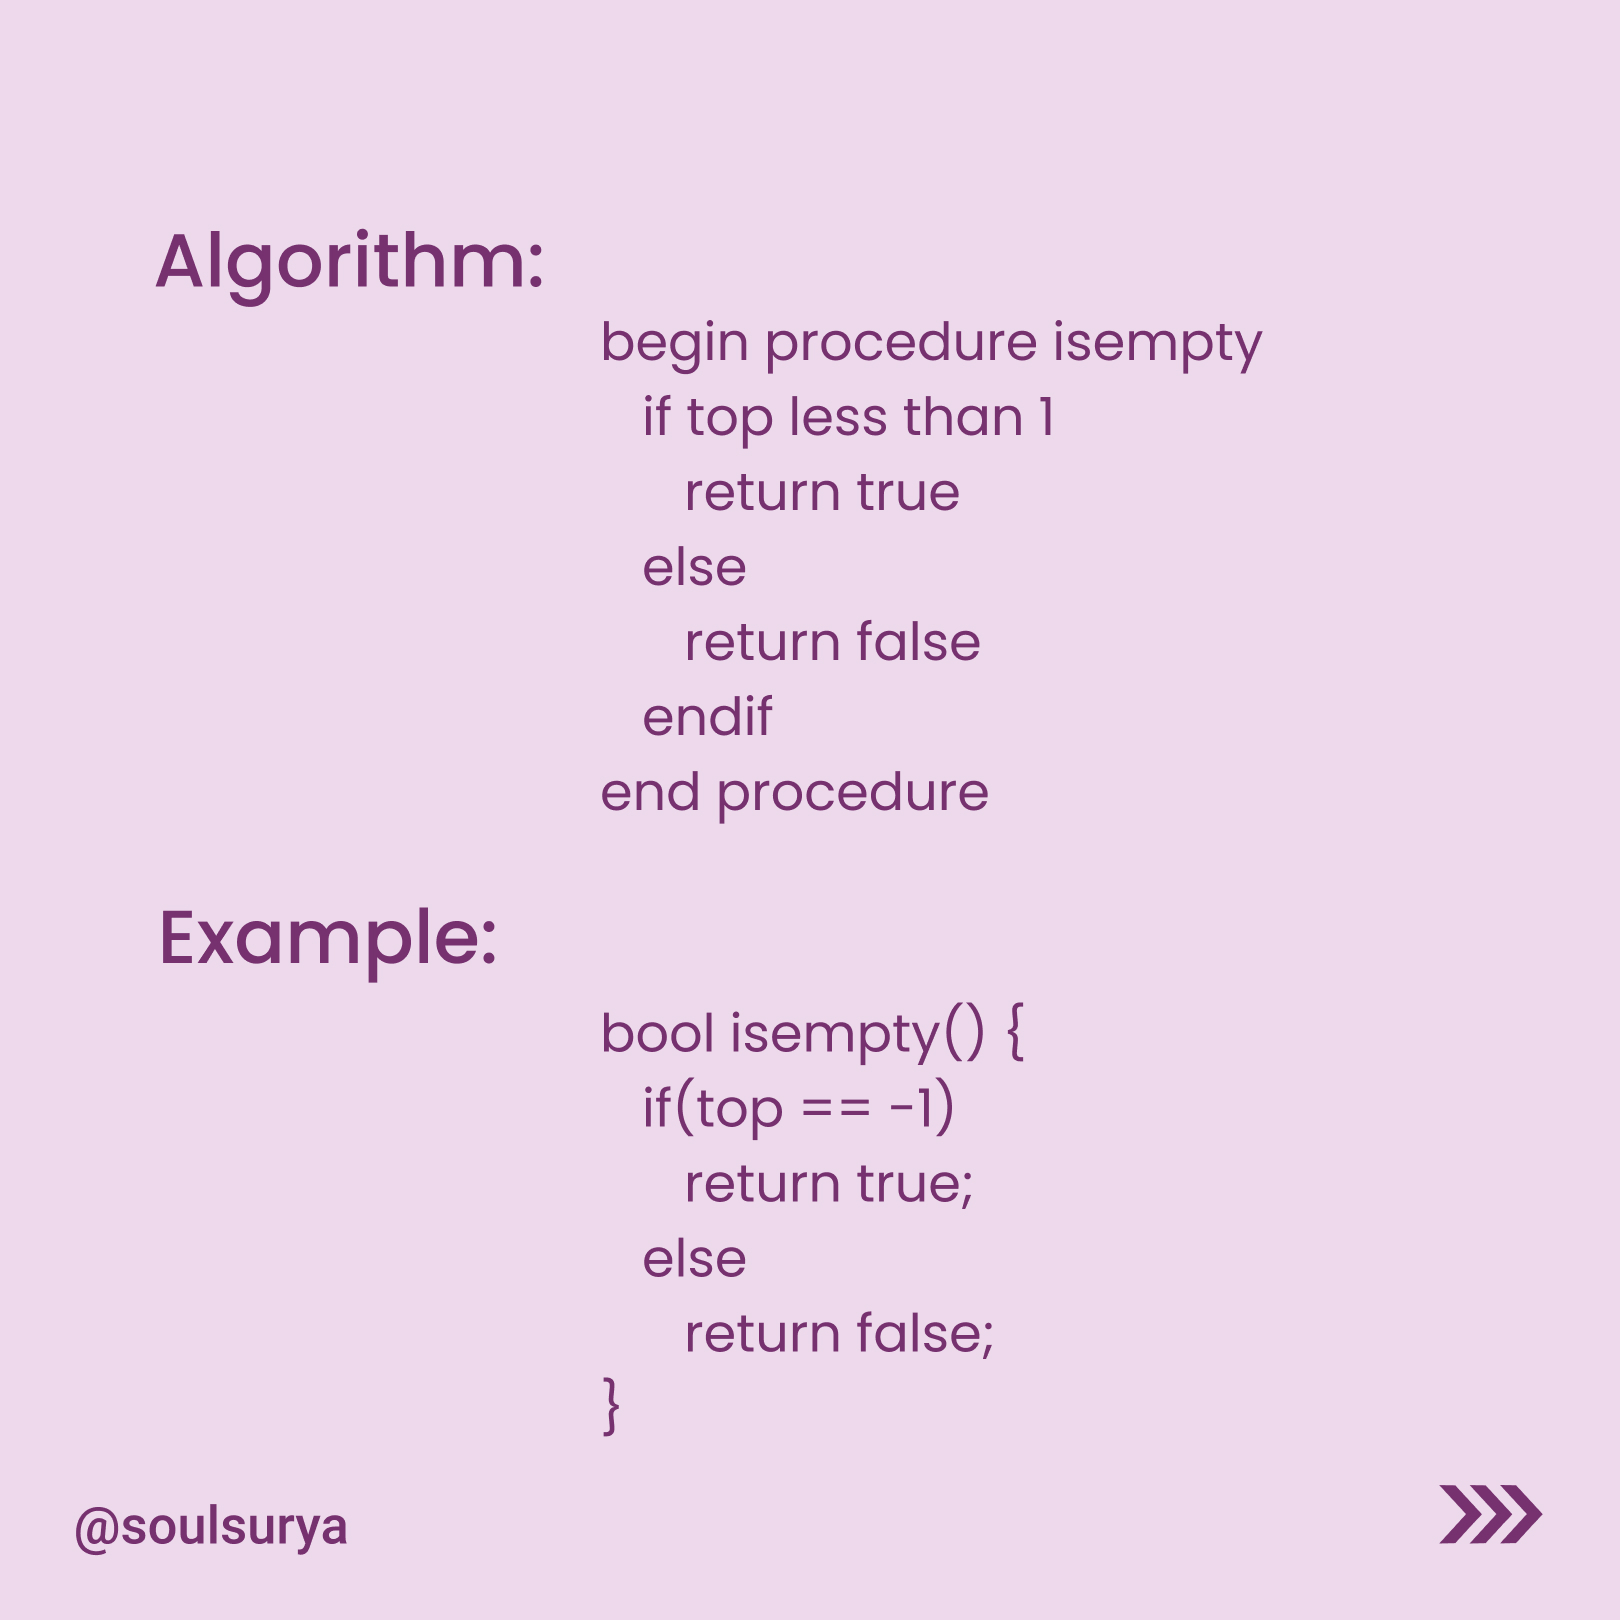 Algorithm:
begin procedure isempty
if top less than 1
return true
else
return false
endif
end procedure
Example:
bool isempty() {
if(top == -1)
return true;
else
return false;
}
@soulsurya